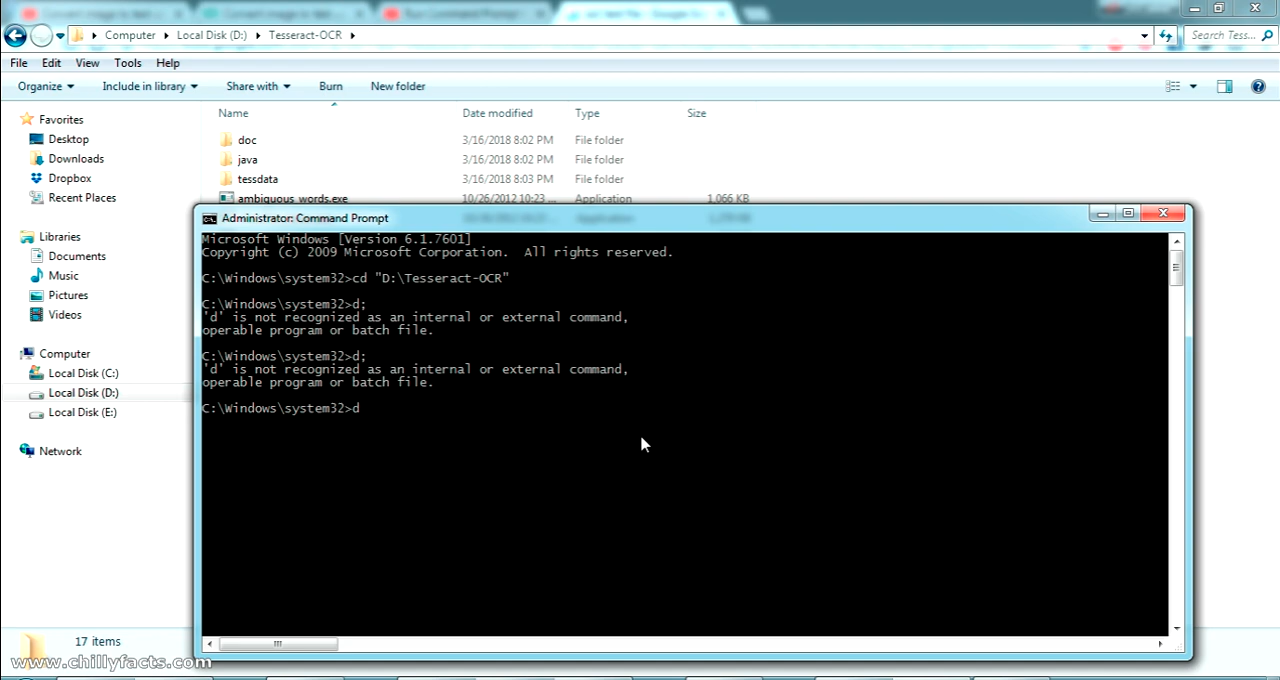 Computer Local Disk (D:) Tesseract-OCR Search Tess...
File Edit View Tools Help
Organize Include in library Share with Burn New folder
Name Date modified Type Size
Favorites
Desktop
Downloads
Dropbox
Recent Places
Libraries
Documents
Music
Pictures
Videos
Computer
Local Disk (C:)
Local Disk (D:)
Local Disk (E:)
Network
doc 3/16/2018 8:02 PM File folder
java 3/16/2018 8:02 PM File folder
tessdata 3/16/2018 8:03 PM File folder
ambiguous_words.exe 10/26/2012 10:23 ... Application 1,066 KB
Administrator: Command Prompt
Microsoft Windows [Version 6.1.7601]
Copyright (c) 2009 Microsoft Corporation. All rights reserved.
C:\Windows\system32>cd "D:\Tesseract-OCR"
C:\Windows\system32>d;
'd' is not recognized as an internal or external command,
operable program or batch file.
C:\Windows\system32>d;
'd' is not recognized as an internal or external command,
operable program or batch file.
C:\Windows\system32>d
17 items
www.chillyfacts.com